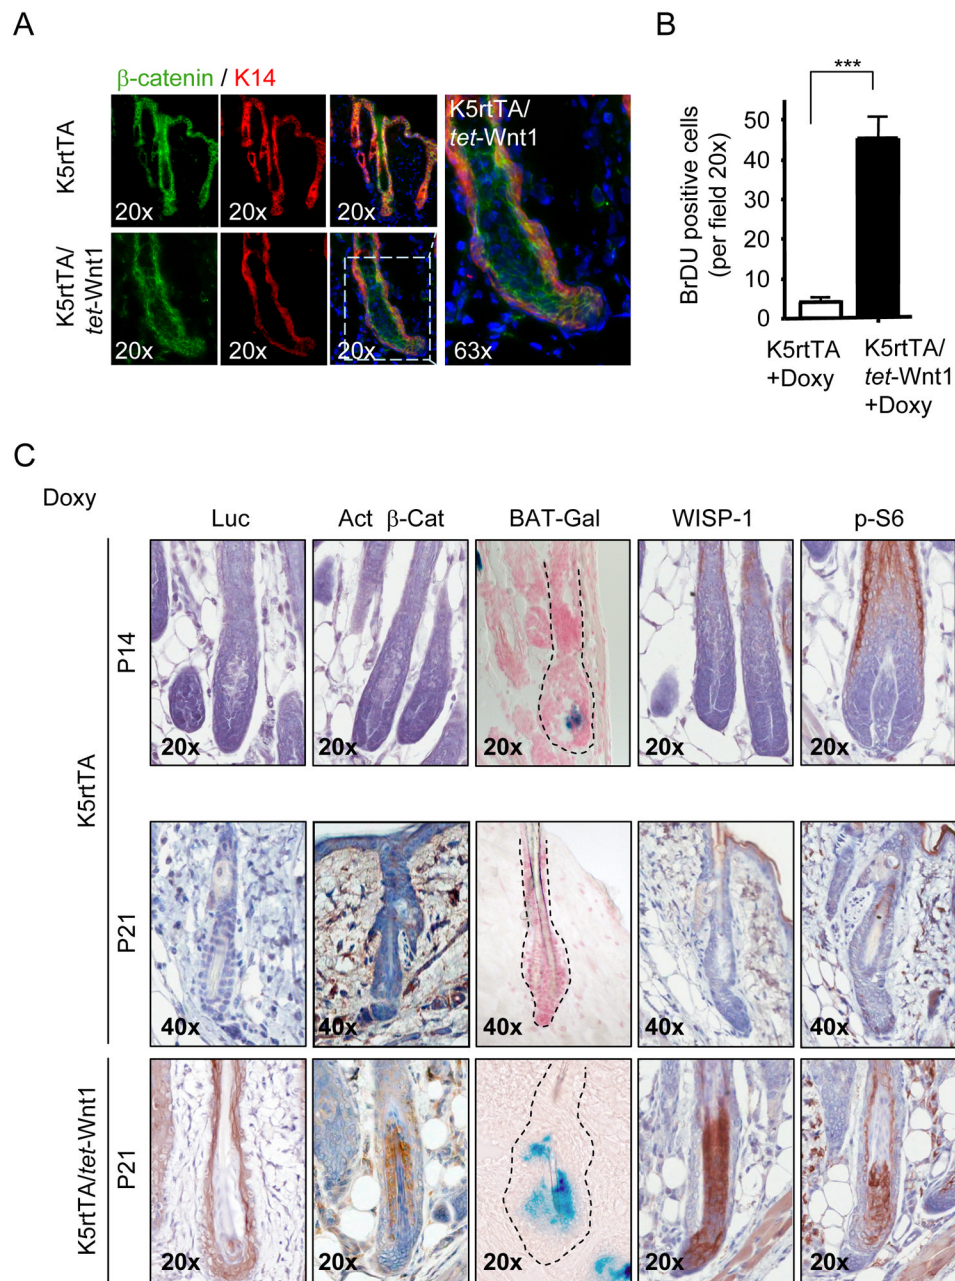 A
β-catenin / K14
K5rtTA
20x
20x
20x
K5rtTA/
tet-Wnt1
K5rtTA/
tet-Wnt1
20x
20x
20x
63x
B
***
BrDU positive cells
(per field 20x)
50
40
30
20
10
0
K5rtTA
+Doxy
K5rtTA/
tet-Wnt1
+Doxy
C
Doxy
Luc
Act β-Cat
BAT-Gal
WISP-1
p-S6
K5rtTA
P14
20x
20x
20x
20x
20x
P21
40x
40x
40x
40x
40x
K5rtTA/tet-Wnt1
P21
20x
20x
20x
20x
20x